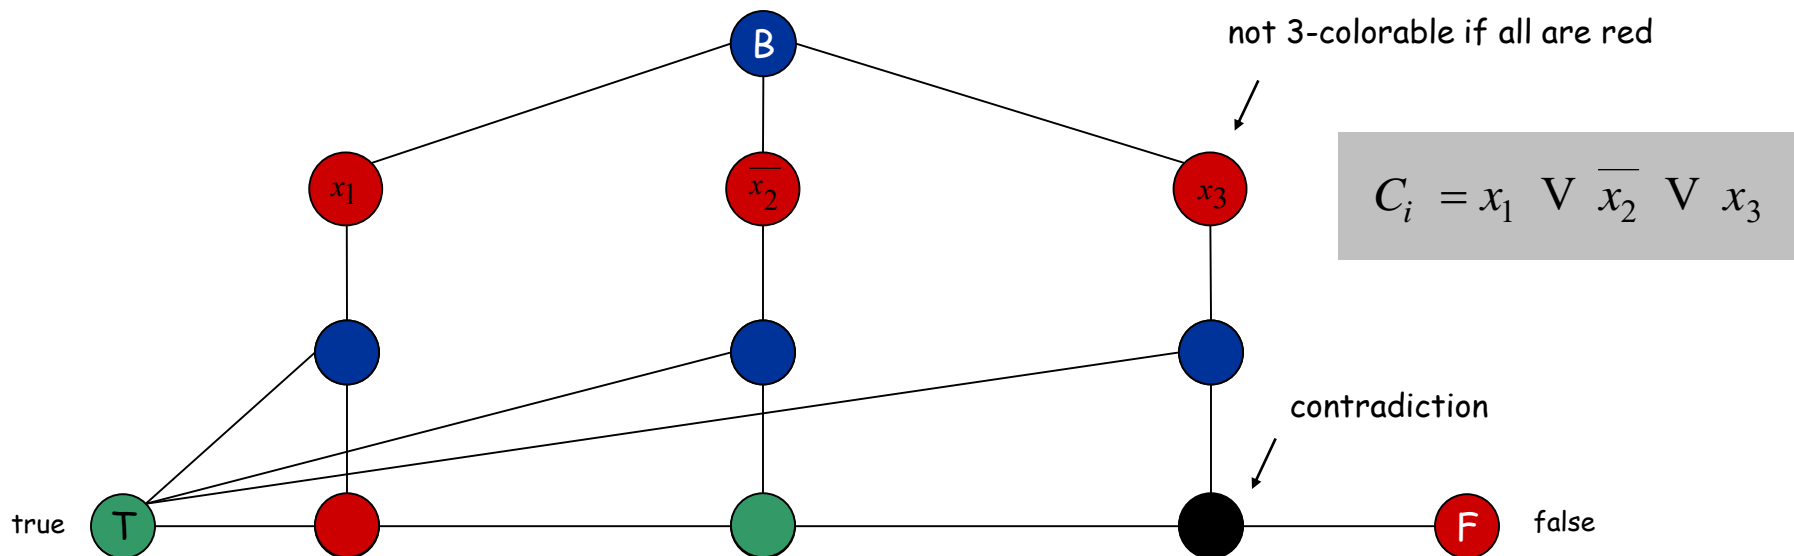 B
not 3-colorable if all are red
x₁
x̅₂
x₃
Cᵢ = x₁ V x̅₂ V x₃
contradiction
true
T
F
false